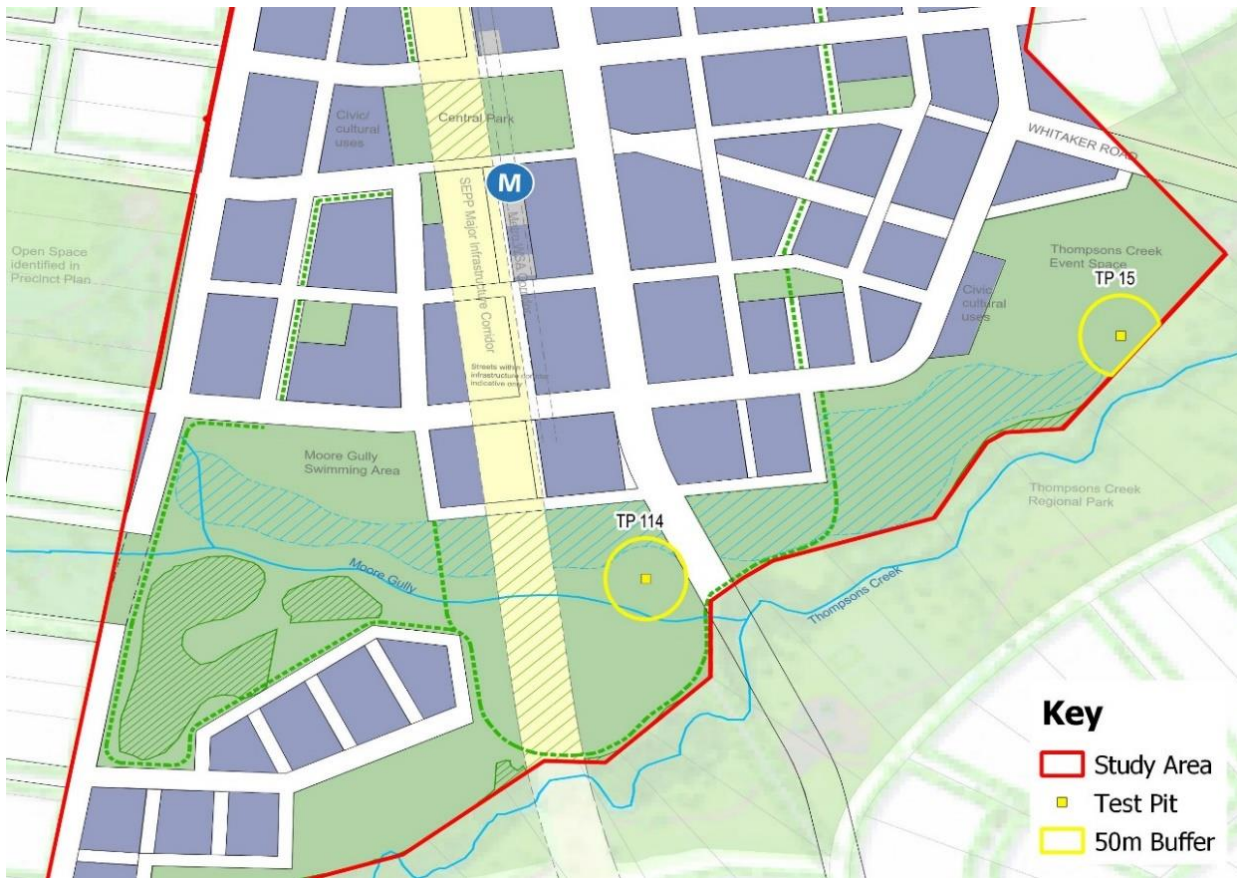 Civic/
cultural
uses
Central Park
WHITAKER ROAD
M
SEPP Major Infrastructure Corridor
Open Space
identified in
Precinct Plan
Thompsons Creek
Event Space
TP 15
Civic
cultural
uses
Streets within
infrastructure
indicative only
Moore Gully
Swimming Area
Thompsons Creek
Regional Park
TP 114
Moore Gully
Thompsons Creek
Key
Study Area
Test Pit
50m Buffer